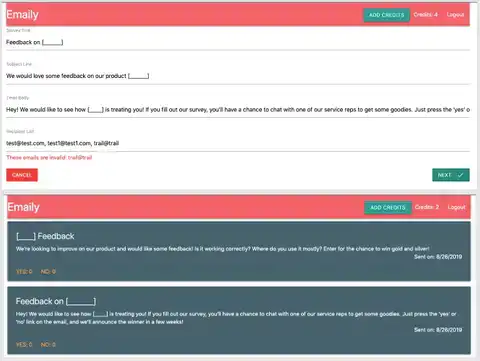 Emaily
ADD CREDITS Credits: 4 Logout
Survey Title
Feedback on [______]
Subject Line
We would love some feedback on our product [______]
Email Body
Hey! We would like to see how [____] is treating you! If you fill out our survey, you'll have a chance to chat with one of our service reps to get some goodies. Just press the 'yes' o
Recipient List
test@test.com, test1@test1.com, trail@trail
These emails are invalid: trail@trail
CANCEL NEXT
Emaily
ADD CREDITS Credits: 3 Logout
[____] Feedback
We're looking to improve on our product and would like some feedback! Is it working correctly? Where do you use it mostly? Enter for the chance to win gold and silver!
Sent on: 8/26/2019
YES: 0 NO: 0
Feedback on [______]
Hey! We would like to see how [____] is treating you! If you fill out our survey, you'll have a chance to chat with one of our service reps to get some goodies. Just press the 'yes' or
'no' link on the email, and we'll announce the winner in a few weeks!
Sent on: 8/26/2019
YES: 0 NO: 0